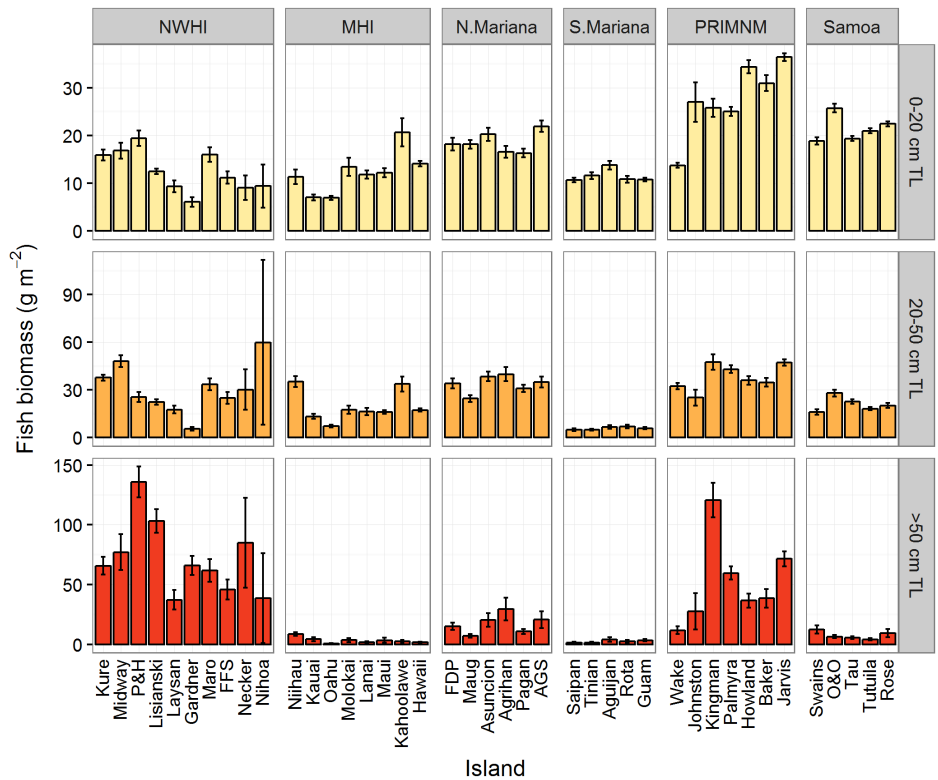 NWHI MHI N.Mariana S.Mariana PRIMNM Samoa
Fish biomass (g m⁻²)
30
20
10
0
0-20 cm TL
90
60
30
0
20-50 cm TL
150
100
50
0
>50 cm TL
Kure
Midway
P&H
Lisianski
Laysan
Gardner
Maro
FFS
Necker
Nihoa
Niihau
Kauai
Oahu
Molokai
Lanai
Maui
Kahoolawe
Hawaii
FDP
Maug
Asuncion
Agrihan
Pagan
AGS
Saipan
Tinian
Aguijan
Rota
Guam
Wake
Johnston
Kingman
Palmyra
Howland
Baker
Jarvis
Swains
O&O
Tau
Tutuila
Rose
Island